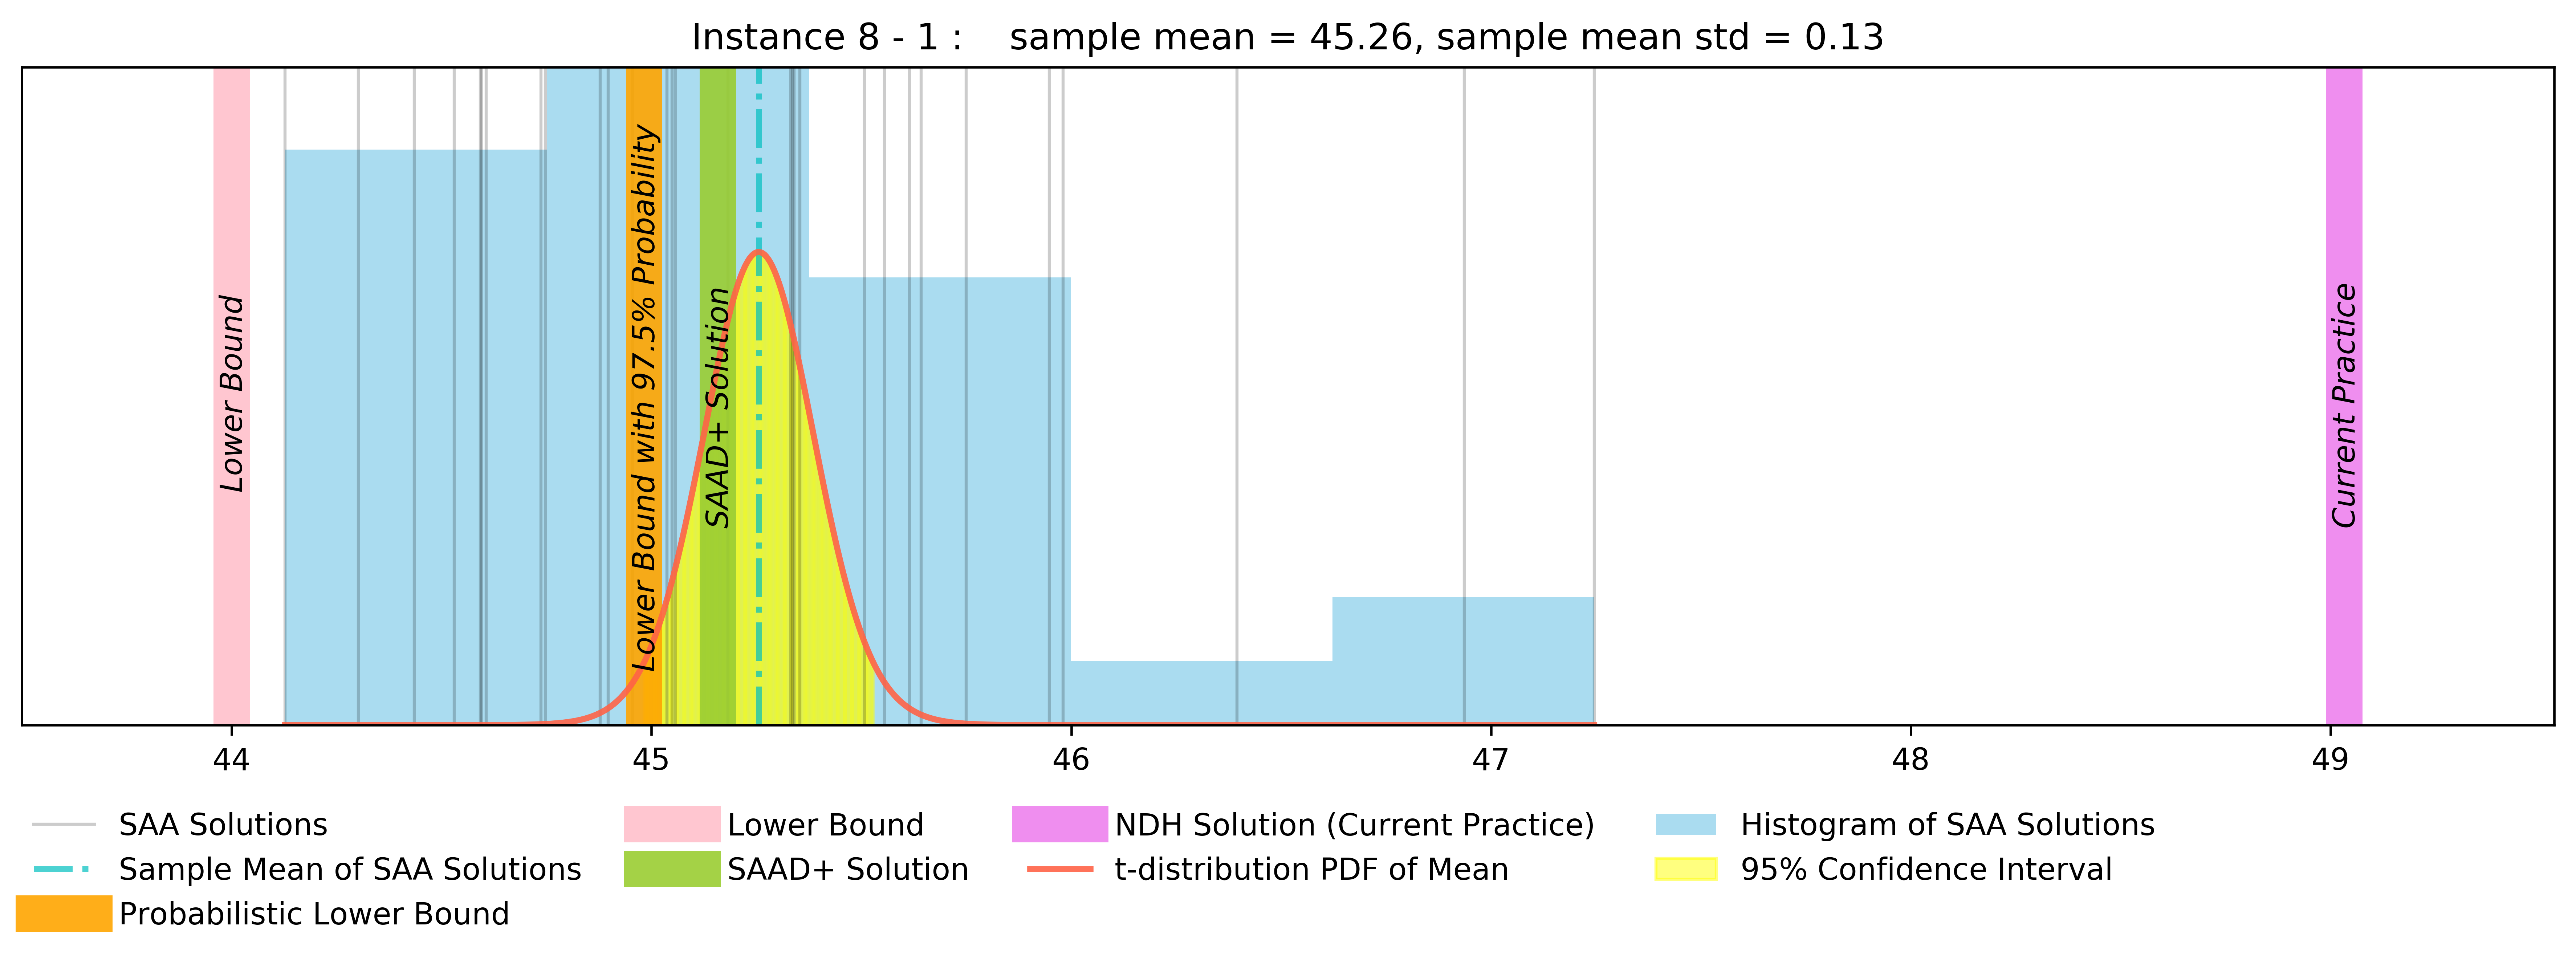 Instance 8 - 1 :    sample mean = 45.26, sample mean std = 0.13
Lower Bound
Lower Bound with 97.5% Probability
SAAD+ Solution
Current Practice
44 45 46 47 48 49
SAA Solutions
Sample Mean of SAA Solutions
Probabilistic Lower Bound
Lower Bound
SAAD+ Solution
NDH Solution (Current Practice)
t-distribution PDF of Mean
Histogram of SAA Solutions
95% Confidence Interval